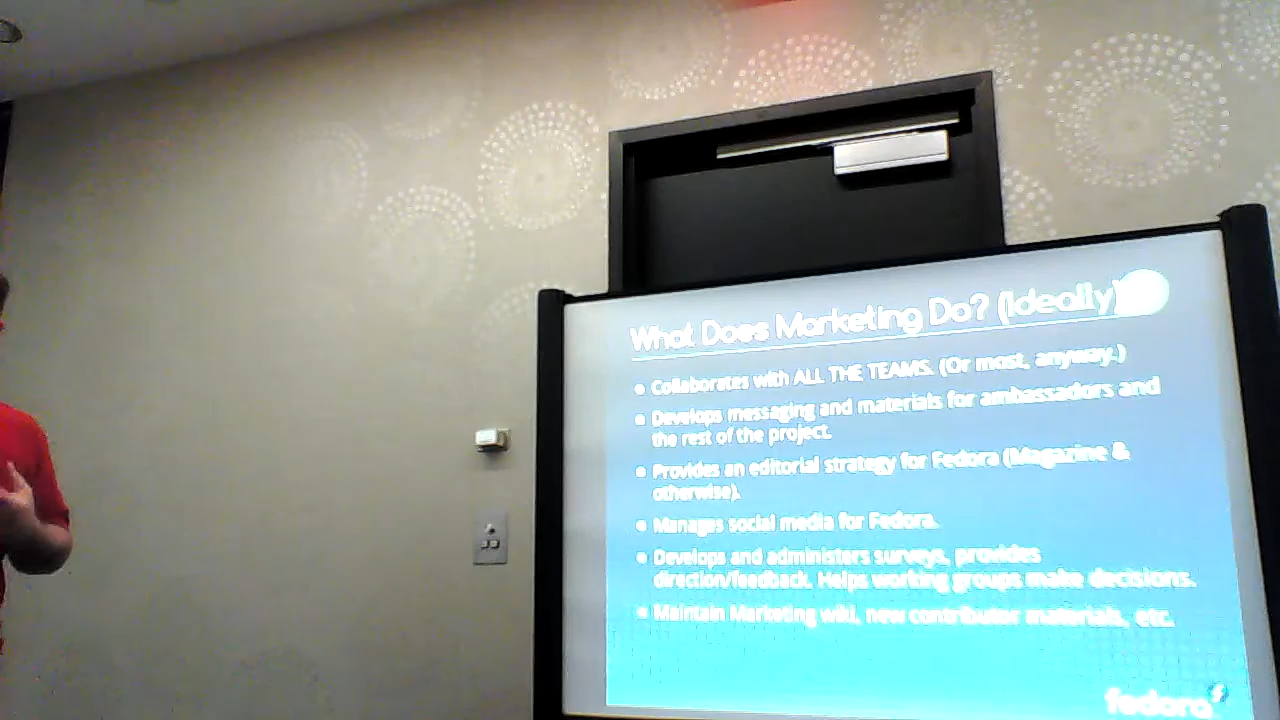 What Does Marketing Do? (Ideally)
• Collaborates with ALL THE TEAMS. (Or most, anyway.)
• Develops messaging and materials for ambassadors and
the rest of the project.
• Provides an editorial strategy for Fedora (Magazine &
otherwise).
• Manages social media for Fedora.
• Develops and administers surveys, provides
direction/feedback. Helps working groups make decisions.
• Maintain Marketing wiki, new contributor materials, etc.
fedora